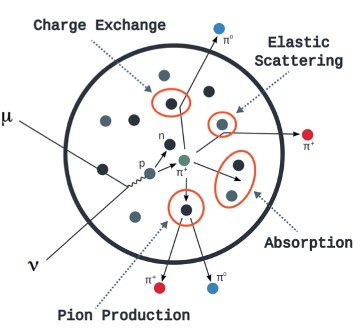 Charge Exchange
π⁰
Elastic
Scattering
μ
n
p
π⁺
π⁺
Absorption
ν
π⁺
π⁰
Pion Production